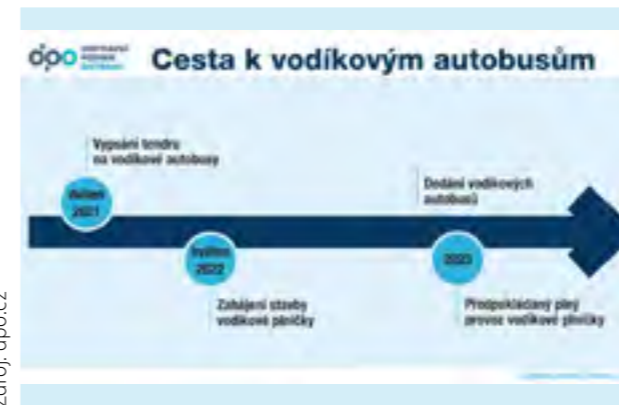 dpo
Cesta k vodíkovým autobusům
Vypsání tendru
na vodíkové autobusy
2021
Dodání vodíkových
autobusů
květen
2022
2023
Zahájení stavby
vodíkové plničky
Předpokládaný plný
provoz vodíkové plničky
zdroj: dpo.cz